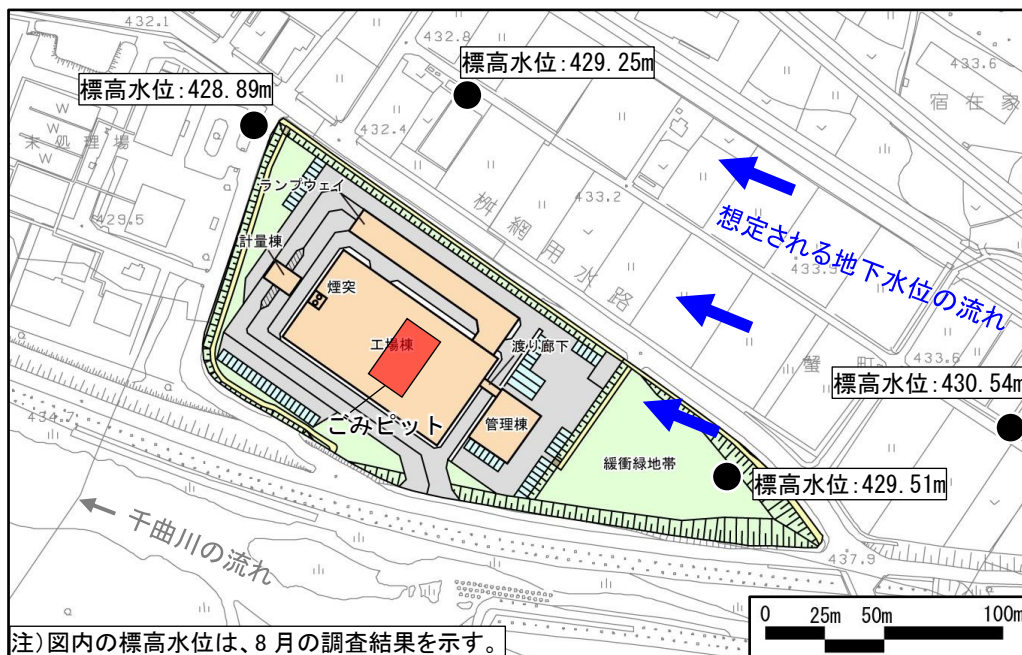 432.1
432.8
標高水位:429.25m
433.6
標高水位:428.89m
宿在家
432.4
末処理場
W
W
W
ランプウェイ
433.2
429.5
桝網用水路
想定される地下水位の流れ
計量棟
433.5
煙突
工場棟
渡り廊下
蟹町
433.6
標高水位:430.54m
434.7
ごみピット
管理棟
緩衝緑地帯
標高水位:429.51m
千曲川の流れ
437.9
0 25m 50m 100m
注)図内の標高水位は、8月の調査結果を示す。